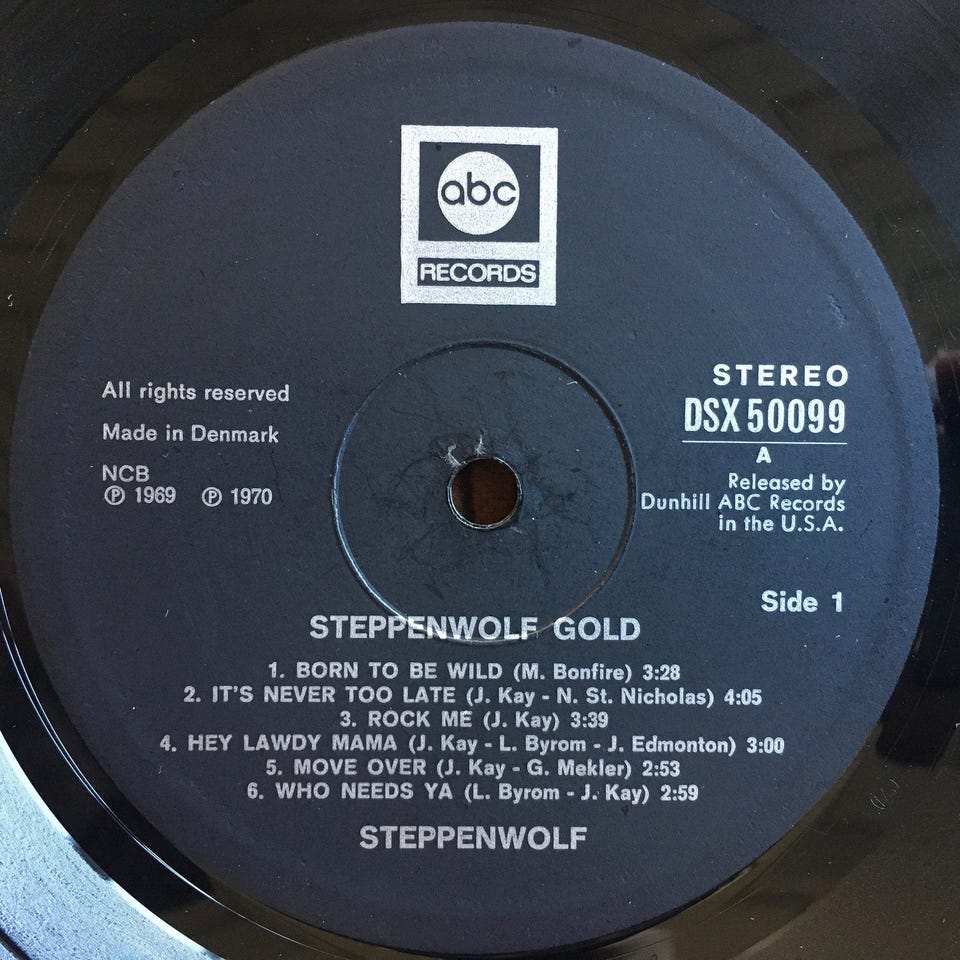 abc
RECORDS
All rights reserved
Made in Denmark
NCB
Ⓟ 1969 Ⓟ 1970
STEREO
DSX 50099
A
Released by
Dunhill ABC Records
in the U.S.A.
Side 1
STEPPENWOLF GOLD
1. BORN TO BE WILD (M. Bonfire) 3:28
2. IT'S NEVER TOO LATE (J. Kay - N. St. Nicholas) 4:05
3. ROCK ME (J. Kay) 3:39
4. HEY LAWDY MAMA (J. Kay - L. Byrom - J. Edmonton) 3:00
5. MOVE OVER (J. Kay - G. Mekler) 2:53
6. WHO NEEDS YA (L. Byrom - J. Kay) 2:59
STEPPENWOLF